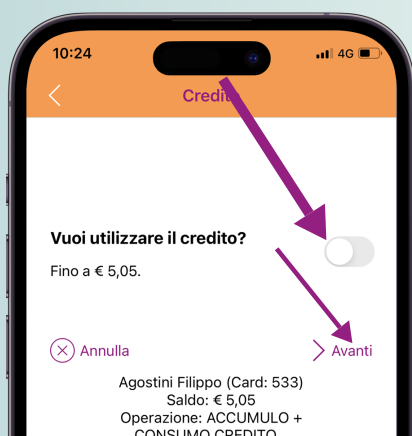 10:24
4G
Credito
Vuoi utilizzare il credito?
Fino a € 5,05.
Annulla
Avanti
Agostini Filippo (Card: 533)
Saldo: € 5,05
Operazione: ACCUMULO +
CONSUMO CREDITO